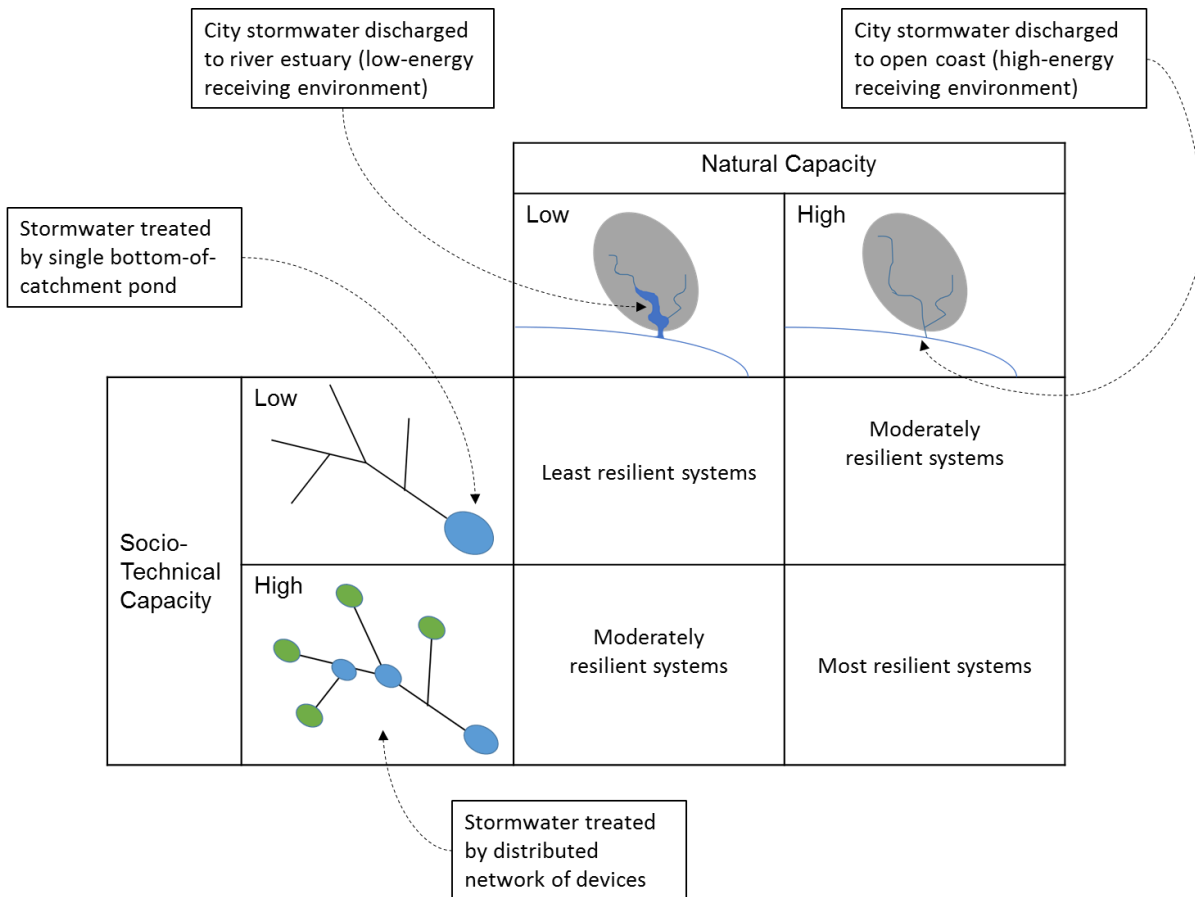 City stormwater discharged
to river estuary (low-energy
receiving environment)
City stormwater discharged
to open coast (high-energy
receiving environment)
Natural Capacity
Low
High
Stormwater treated
by single bottom-of-
catchment pond
Low
Least resilient systems
Moderately
resilient systems
Socio-
Technical
Capacity
High
Moderately
resilient systems
Most resilient systems
Stormwater treated
by distributed
network of devices